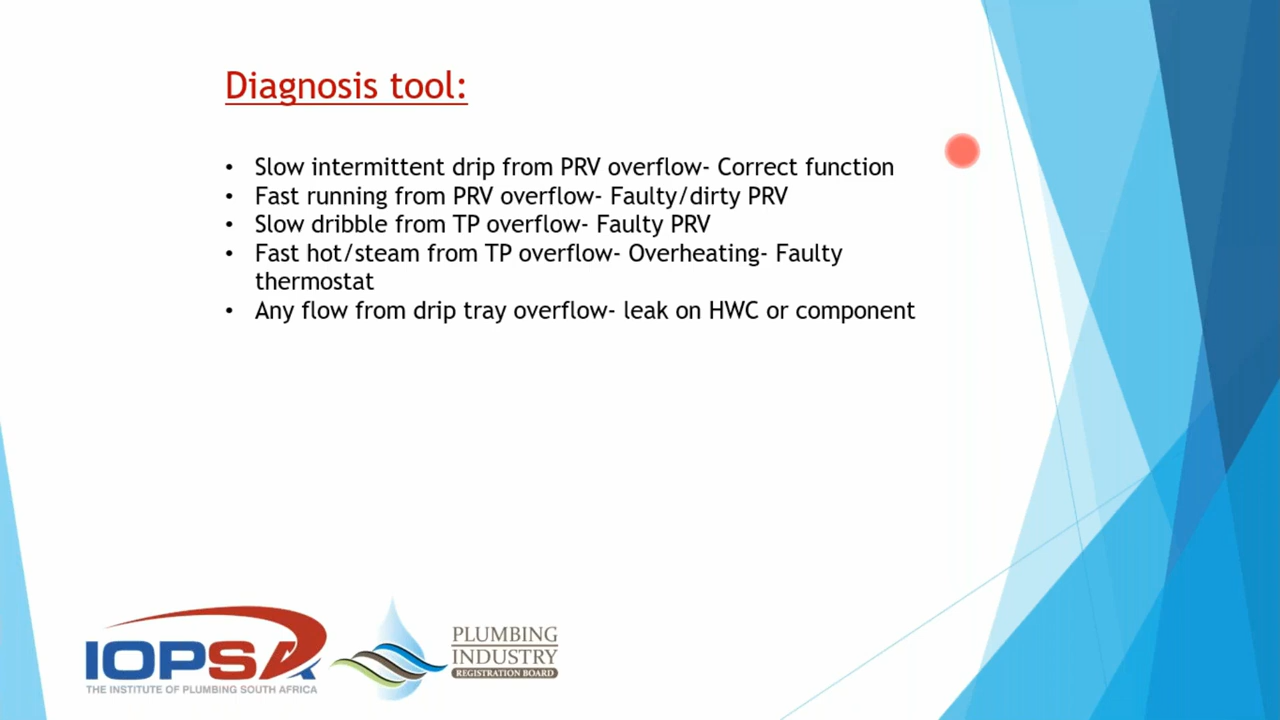 Diagnosis tool:
• Slow intermittent drip from PRV overflow- Correct function
• Fast running from PRV overflow- Faulty/dirty PRV
• Slow dribble from TP overflow- Faulty PRV
• Fast hot/steam from TP overflow- Overheating- Faulty
thermostat
• Any flow from drip tray overflow- leak on HWC or component
IOPSA
THE INSTITUTE OF PLUMBING SOUTH AFRICA
PLUMBING
INDUSTRY
REGISTRATION BOARD